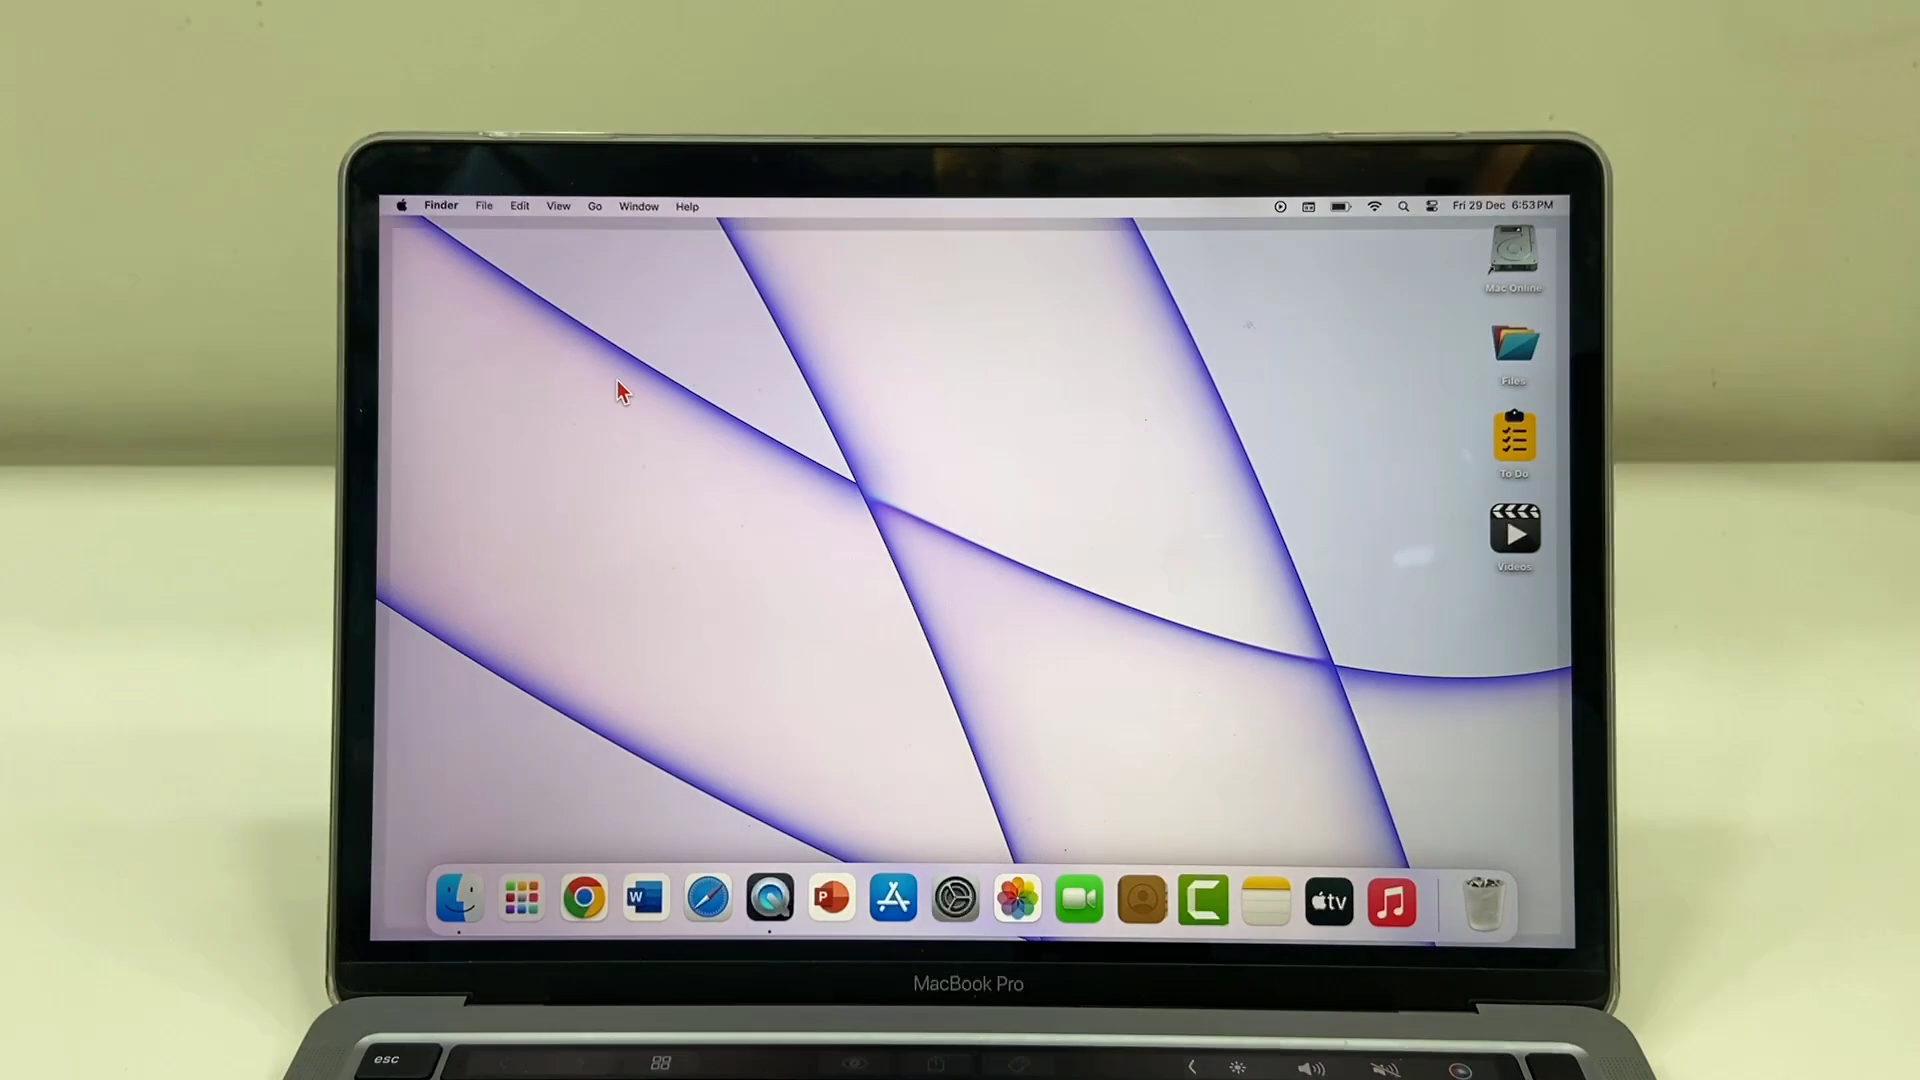 Finder File Edit View Go Window Help Fri 29 Dec 6:53 PM
Mac Online
Files
To Do
Videos
W
P
tv
MacBook Pro
esc